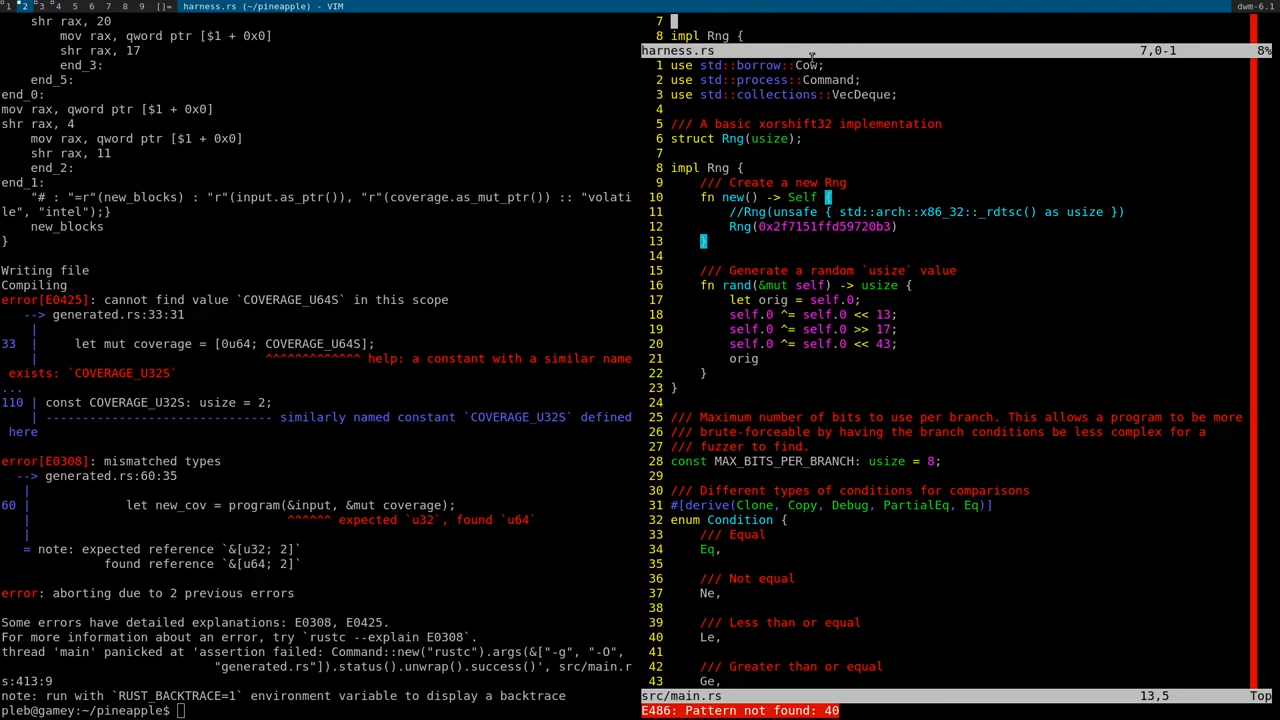 1 2 3 4 5 6 7 8 9 []= harness.rs (~/pineapple) - VIM dwm-6.1
shr rax, 20
mov rax, qword ptr [$1 + 0x0]
shr rax, 17
end_3:
end_5:
end_0:
mov rax, qword ptr [$1 + 0x0]
shr rax, 4
mov rax, qword ptr [$1 + 0x0]
shr rax, 11
end_2:
end_1:
"# : "=r"(new_blocks) : "r"(input.as_ptr()), "r"(coverage.as_mut_ptr()) :: "volati
le", "intel");}
new_blocks
}
Writing file
Compiling
error[E0425]: cannot find value `COVERAGE_U64S` in this scope
--> generated.rs:33:31
|
33 | let mut coverage = [0u64; COVERAGE_U64S];
| ^^^^^^^^^^^^^ help: a constant with a similar name
exists: `COVERAGE_U32S`
...
110 | const COVERAGE_U32S: usize = 2;
| ------------------------------- similarly named constant `COVERAGE_U32S` defined
here
error[E0308]: mismatched types
--> generated.rs:60:35
|
60 | let new_cov = program(&input, &mut coverage);
| ^^^^^^ expected `u32`, found `u64`
|
= note: expected reference `&[u32; 2]`
found reference `&[u64; 2]`
error: aborting due to 2 previous errors
Some errors have detailed explanations: E0308, E0425.
For more information about an error, try `rustc --explain E0308`.
thread 'main' panicked at 'assertion failed: Command::new("rustc").args(&["-g", "-O",
"generated.rs"]).status().unwrap().success()', src/main.r
s:413:9
note: run with `RUST_BACKTRACE=1` environment variable to display a backtrace
pleb@gamey:~/pineapple$
7
8 impl Rng {
harness.rs 7,0-1 8%
1 use std::borrow::Cow;
2 use std::process::Command;
3 use std::collections::VecDeque;
4
5 /// A basic xorshift32 implementation
6 struct Rng(usize);
7
8 impl Rng {
9 /// Create a new Rng
10 fn new() -> Self {
11 //Rng(unsafe { std::arch::x86_32::_rdtsc() as usize })
12 Rng(0x2f7151ffd59720b3)
13 }
14
15 /// Generate a random `usize` value
16 fn rand(&mut self) -> usize {
17 let orig = self.0;
18 self.0 ^= self.0 << 13;
19 self.0 ^= self.0 >> 17;
20 self.0 ^= self.0 << 43;
21 orig
22 }
23 }
24
25 /// Maximum number of bits to use per branch. This allows a program to be more
26 /// brute-forceable by having the branch conditions be less complex for a
27 /// fuzzer to find.
28 const MAX_BITS_PER_BRANCH: usize = 8;
29
30 /// Different types of conditions for comparisons
31 #[derive(Clone, Copy, Debug, PartialEq, Eq)]
32 enum Condition {
33 /// Equal
34 Eq,
35
36 /// Not equal
37 Ne,
38
39 /// Less than or equal
40 Le,
41
42 /// Greater than or equal
43 Ge,
src/main.rs 13,5 Top
E486: Pattern not found: 40